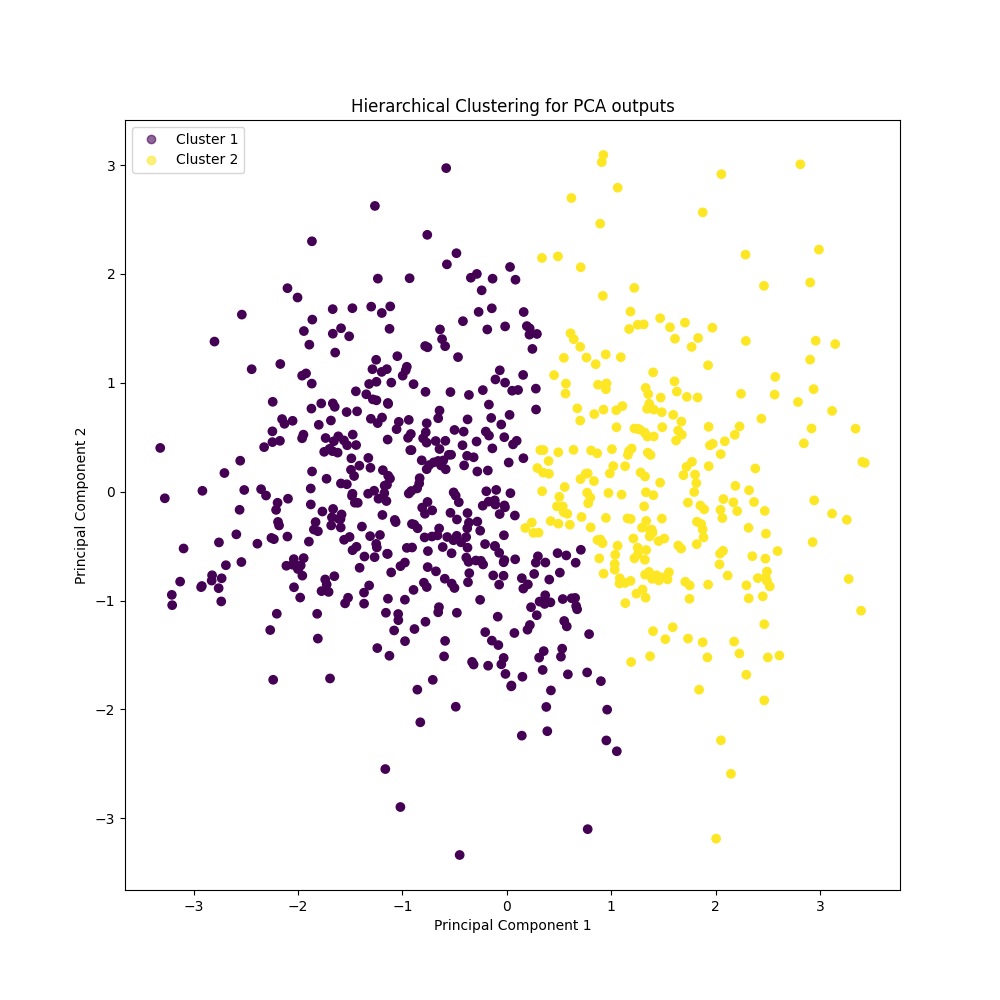 Hierarchical Clustering for PCA outputs
Cluster 1
Cluster 2
3
2
1
0
−1
−2
−3
Principal Component 2
−3
−2
−1
0
1
2
3
Principal Component 1